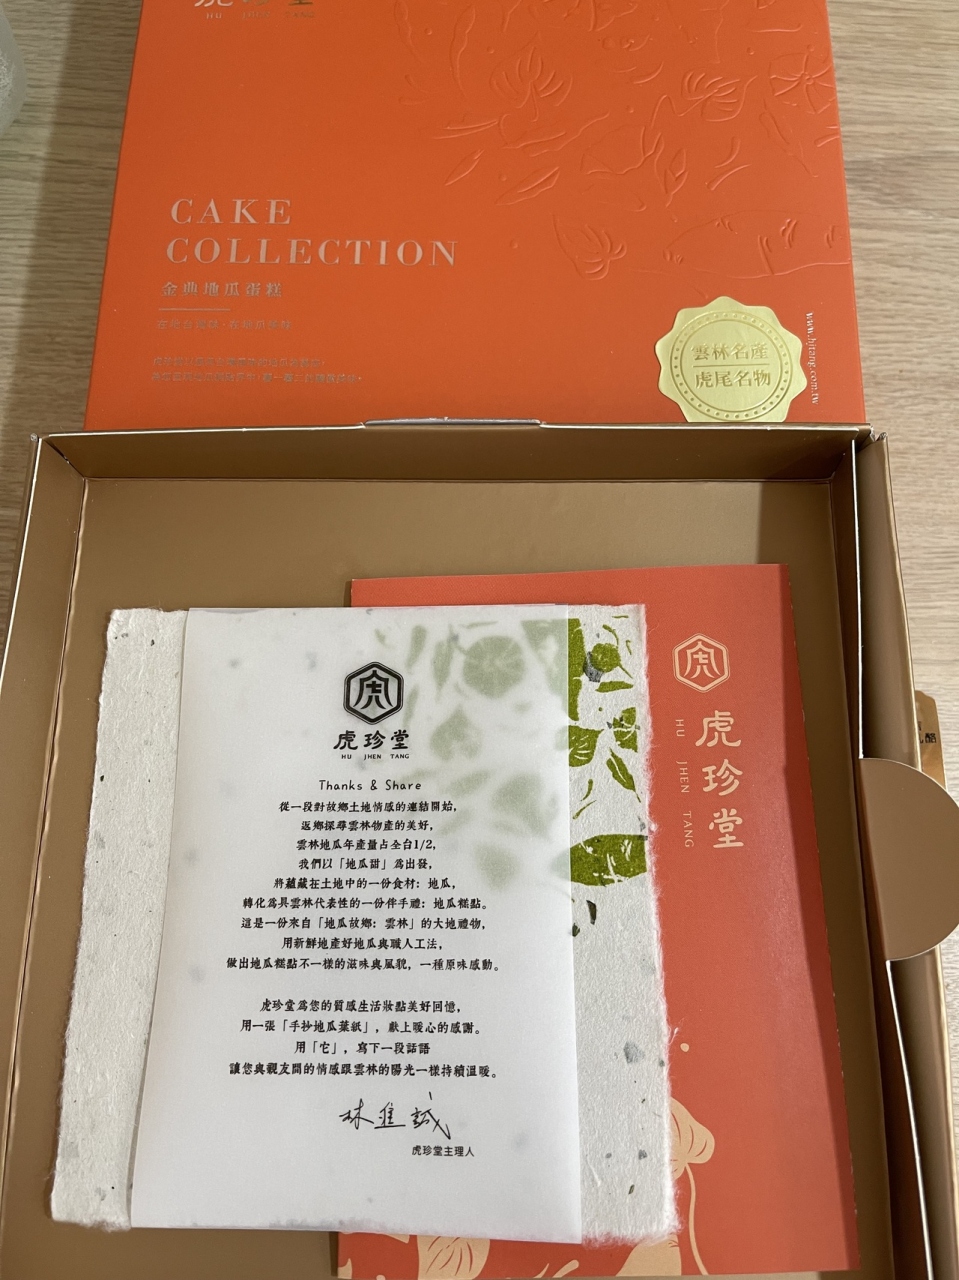 虎珍堂
HU JHEN TANG
CAKE
COLLECTION
金典地瓜蛋糕
雲林名產
虎尾名物
www.hjtang.com.tw
虎珍堂
HU JHEN TANG
Thanks & Share
從一段對故鄉土地情感的連結開始,
返鄉探尋雲林物產的美好,
雲林地瓜年產量占全台1/2,
我們以「地瓜甜」為出發,
將蘊藏在土地中的一份食材: 地瓜,
轉化為具雲林代表性的一份伴手禮: 地瓜糕點。
這是一份來自「地瓜故鄉: 雲林」的大地禮物,
用新鮮地產好地瓜與職人工法,
做出地瓜糕點不一樣的滋味與風貌, 一種原味感動。
虎珍堂為您的質感生活妝點美好回憶,
用一張「手抄地瓜葉紙」, 獻上暖心的感謝。
用「它」, 寫下一段話語
讓您與親友間的情感跟雲林的陽光一樣持續溫暖。
林進誠
虎珍堂主理人
虎珍堂
HU JHEN TANG